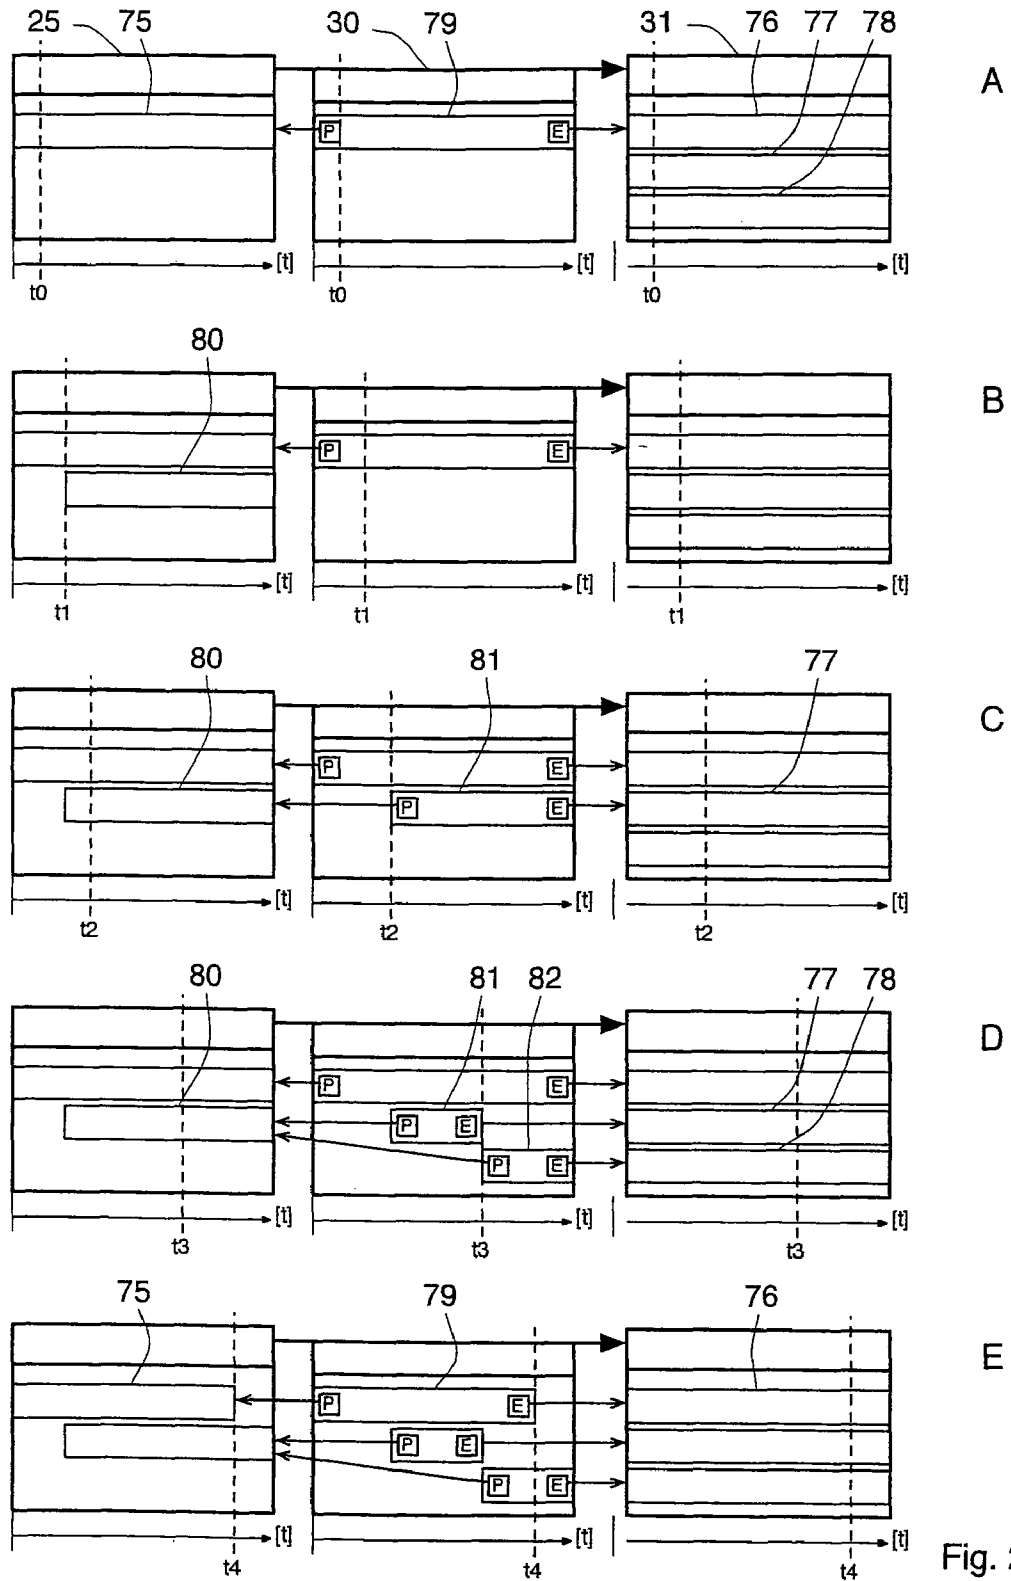 25 75 30 79 31 76 77 78
A
P E
[t] [t] [t]
t0 t0 t0
80
B
P E
[t] [t] [t]
t1 t1 t1
80 81 77
C
P E
P E
[t] [t] [t]
t2 t2 t2
80 81 82 77 78
D
P E
P E
P E
[t] [t] [t]
t3 t3 t3
75 79 76
E
P E
P E
P E
[t] [t] [t]
t4 t4 t4
Fig.